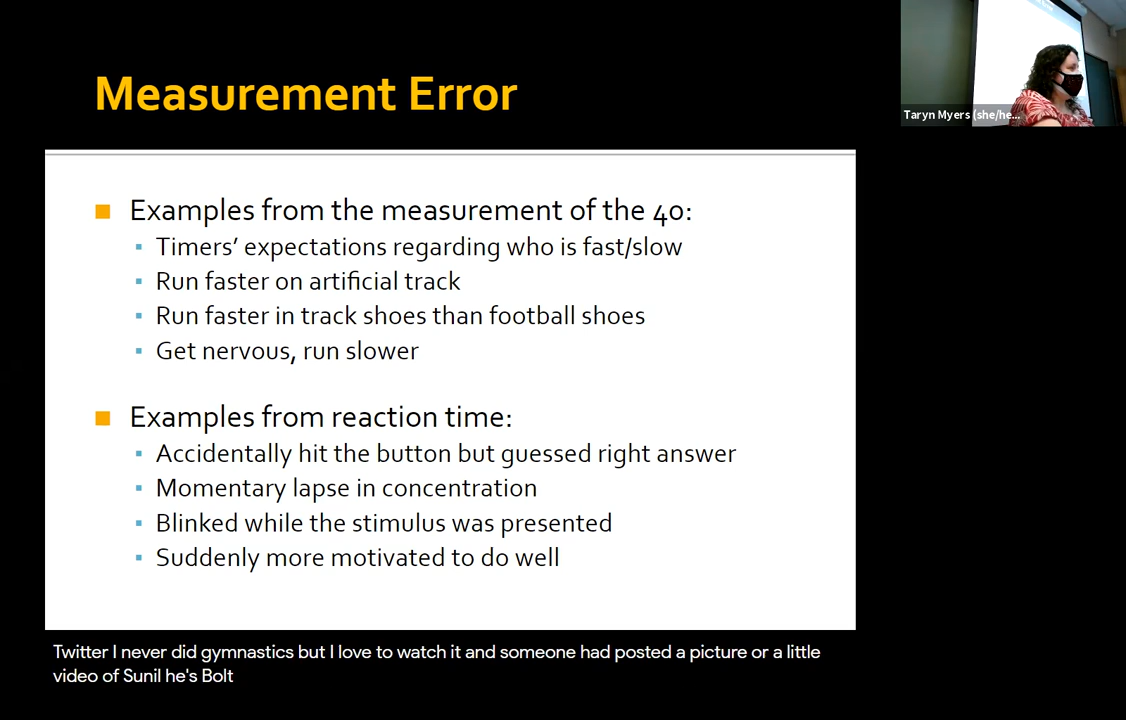 Measurement Error
Taryn Myers (she/he...
Examples from the measurement of the 40:
Timers’ expectations regarding who is fast/slow
Run faster on artificial track
Run faster in track shoes than football shoes
Get nervous, run slower
Examples from reaction time:
Accidentally hit the button but guessed right answer
Momentary lapse in concentration
Blinked while the stimulus was presented
Suddenly more motivated to do well
Twitter I never did gymnastics but I love to watch it and someone had posted a picture or a little
video of Sunil he's Bolt